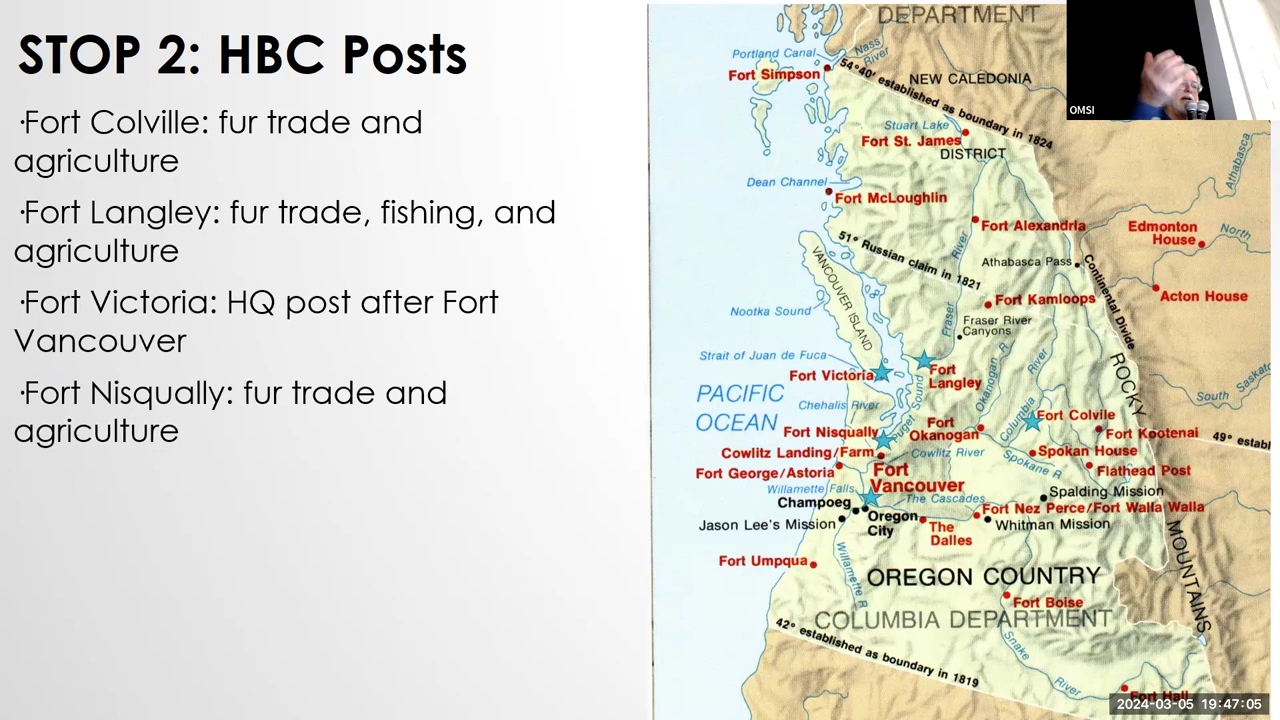 STOP 2: HBC Posts
·Fort Colville: fur trade and
agriculture
·Fort Langley: fur trade, fishing, and
agriculture
·Fort Victoria: HQ post after Fort
Vancouver
·Fort Nisqually: fur trade and
agriculture
DEPARTMENT
Portland Canal
Nass
River
Fort Simpson
54°40' established as boundary in 1824
NEW CALEDONIA
Stuart Lake
Fort St. James
DISTRICT
Dean Channel
Fort McLoughlin
Athabasca
Fort Alexandria
Edmonton
House
North
51° Russian claim in 1821
River
Athabasca Pass
Continental Divide
VANCOUVER ISLAND
Acton House
Fort Kamloops
Nootka Sound
Fraser
Fraser River
Canyons
Strait of Juan de Fuca
Okanogan R
River
ROCKY
Fort Victoria
Fort
Langley
PACIFIC
OCEAN
Chehalis River
Puget Sound
Columbia
Fort Colvile
South
Saskatc
Fort Nisqually
Fort
Okanogan
Fort Kootenai
49° establ
Cowlitz Landing/Farm
Cowlitz River
Spokan House
Fort George/Astoria
Fort
Vancouver
Spokane R
Flathead Post
Willamette Falls
The Cascades
Spalding Mission
Champoeg
Fort Nez Perce/Fort Walla Walla
Jason Lee's Mission
Oregon
City
The
Dalles
Whitman Mission
MOUNTAINS
Fort Umpqua
Willamette R
OREGON COUNTRY
Fort Boise
COLUMBIA DEPARTMENT
42° established as boundary in 1819
Snake
River
Fort Hall
OMSI
2024-03-05 19:47:05